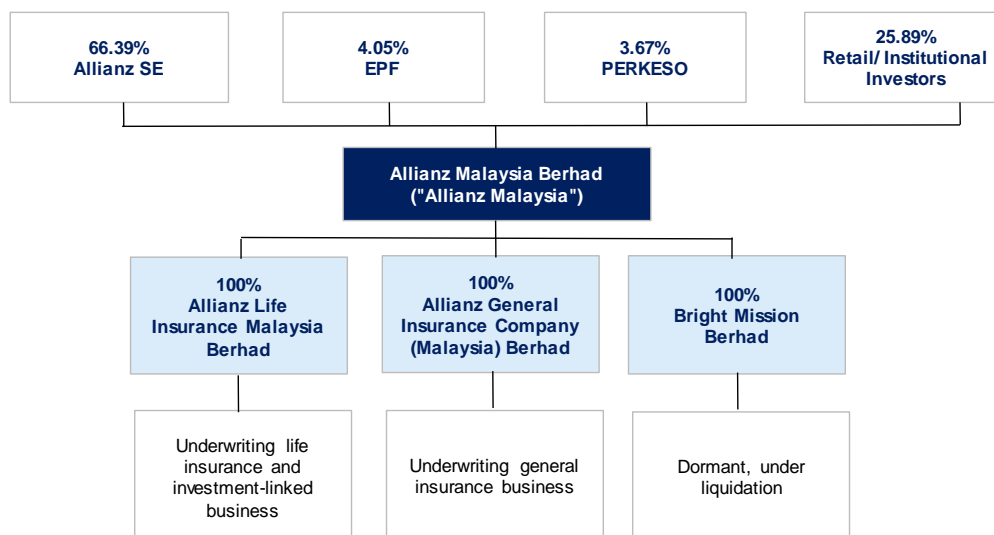 66.39%
Allianz SE
4.05%
EPF
3.67%
PERKESO
25.89%
Retail/ Institutional
Investors
Allianz Malaysia Berhad
("Allianz Malaysia")
100%
Allianz Life
Insurance Malaysia
Berhad
100%
Allianz General
Insurance Company
(Malaysia) Berhad
100%
Bright Mission
Berhad
Underwriting life
insurance and
investment-linked
business
Underwriting general
insurance business
Dormant, under
liquidation